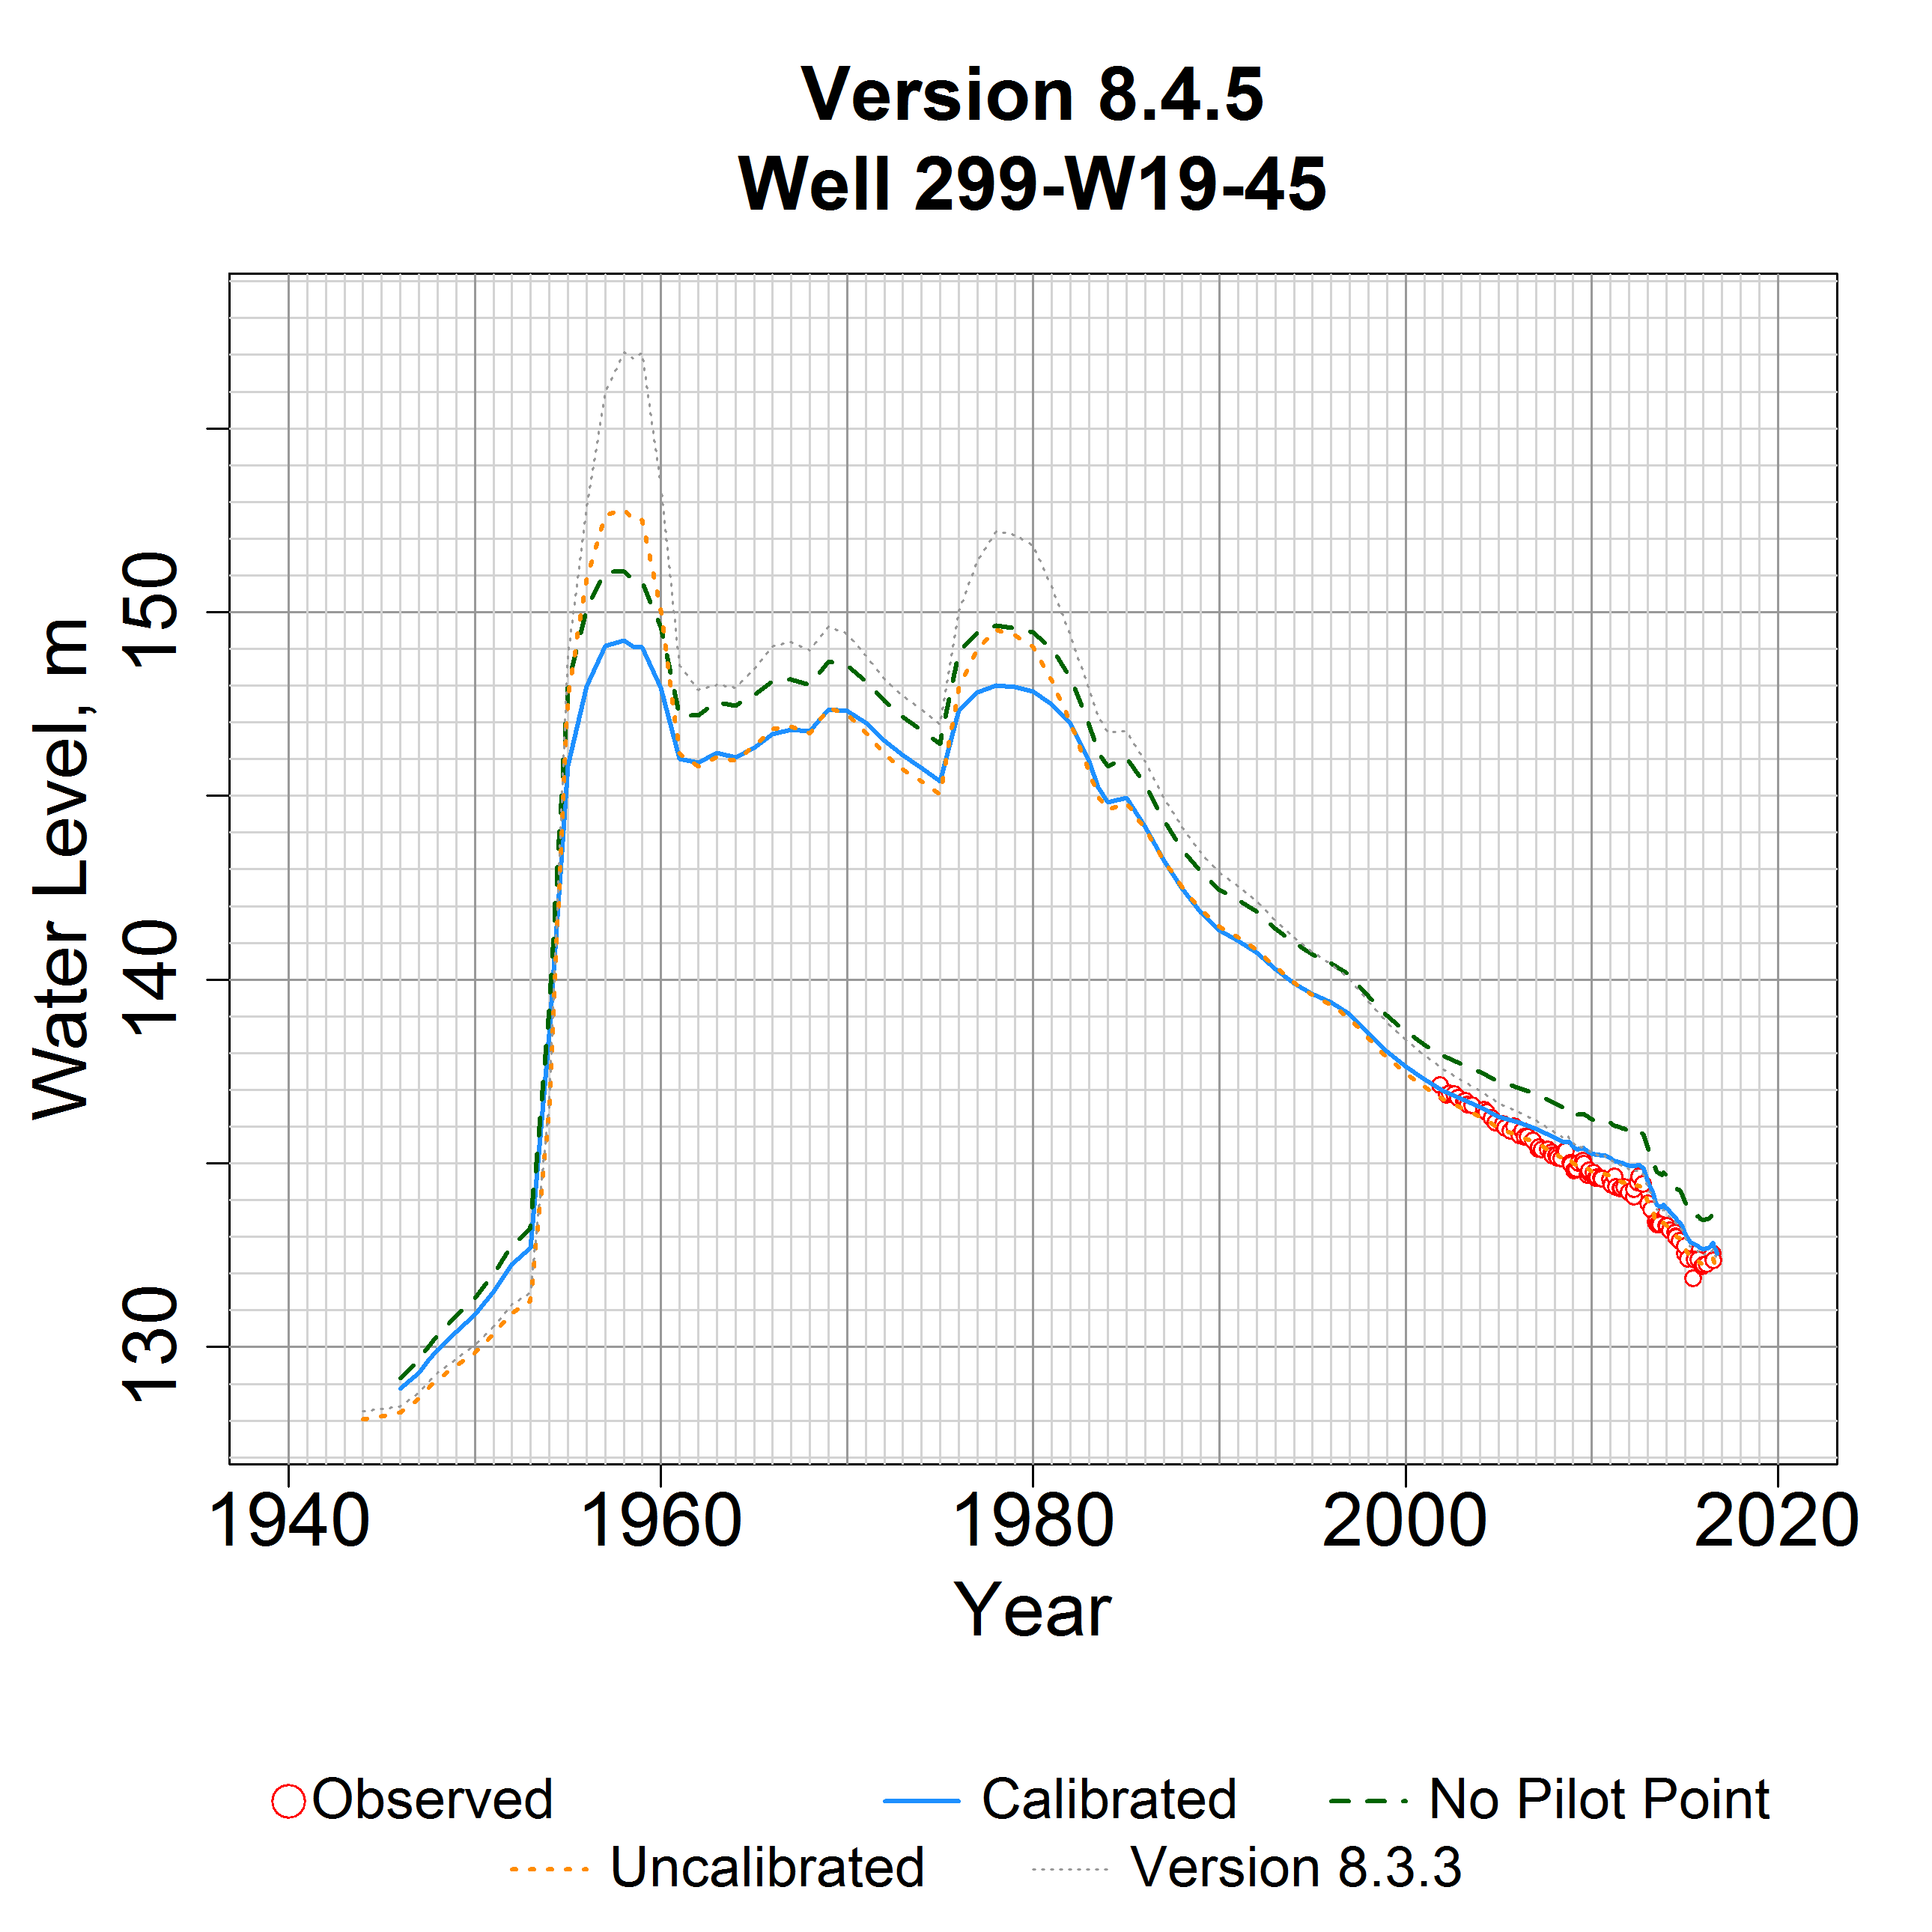 Version 8.4.5
Well 299-W19-45
Water Level, m
150
140
130
1940 1960 1980 2000 2020
Year
Observed Calibrated No Pilot Point
Uncalibrated Version 8.3.3